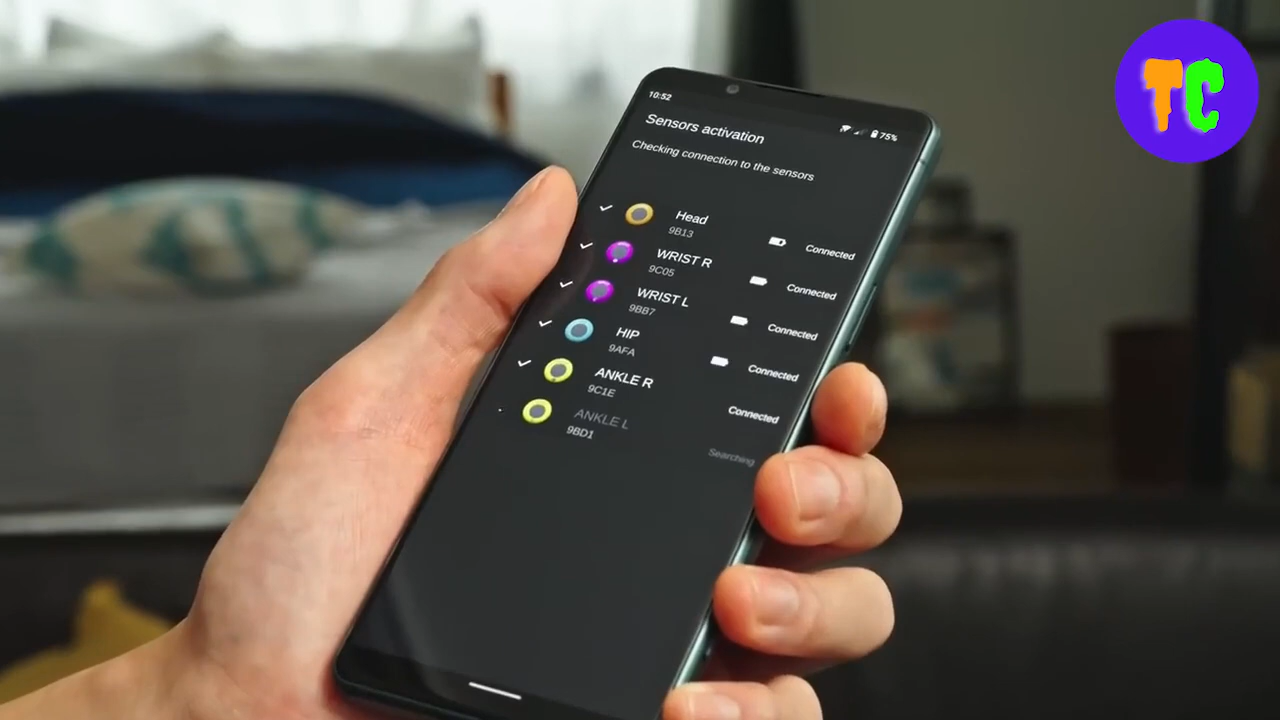 TC
10:52
75%
Sensors activation
Checking connection to the sensors
Head
9B13
Connected
WRIST R
9C05
Connected
WRIST L
9BB7
Connected
HIP
9AFA
Connected
ANKLE R
9C1E
Connected
ANKLE L
9BD1
Searching